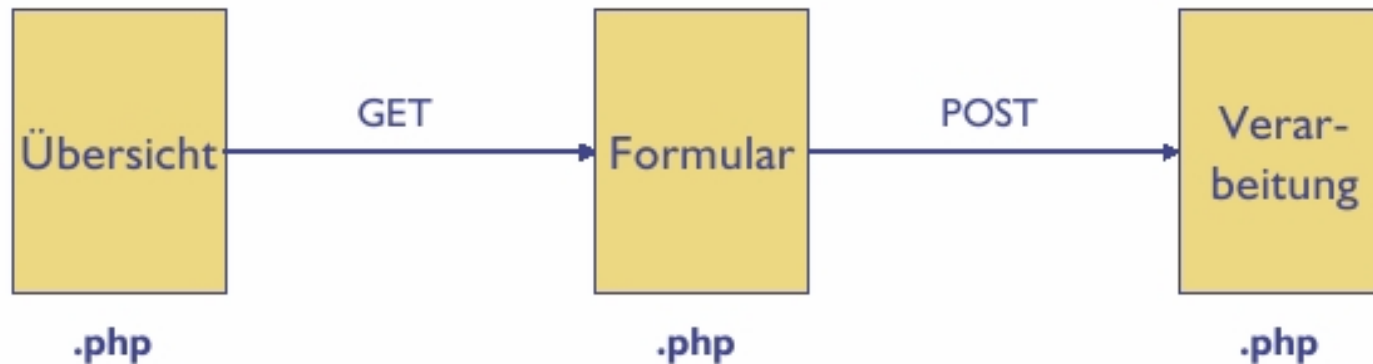 GET
POST
Übersicht
Formular
Verar-
beitung
.php
.php
.php